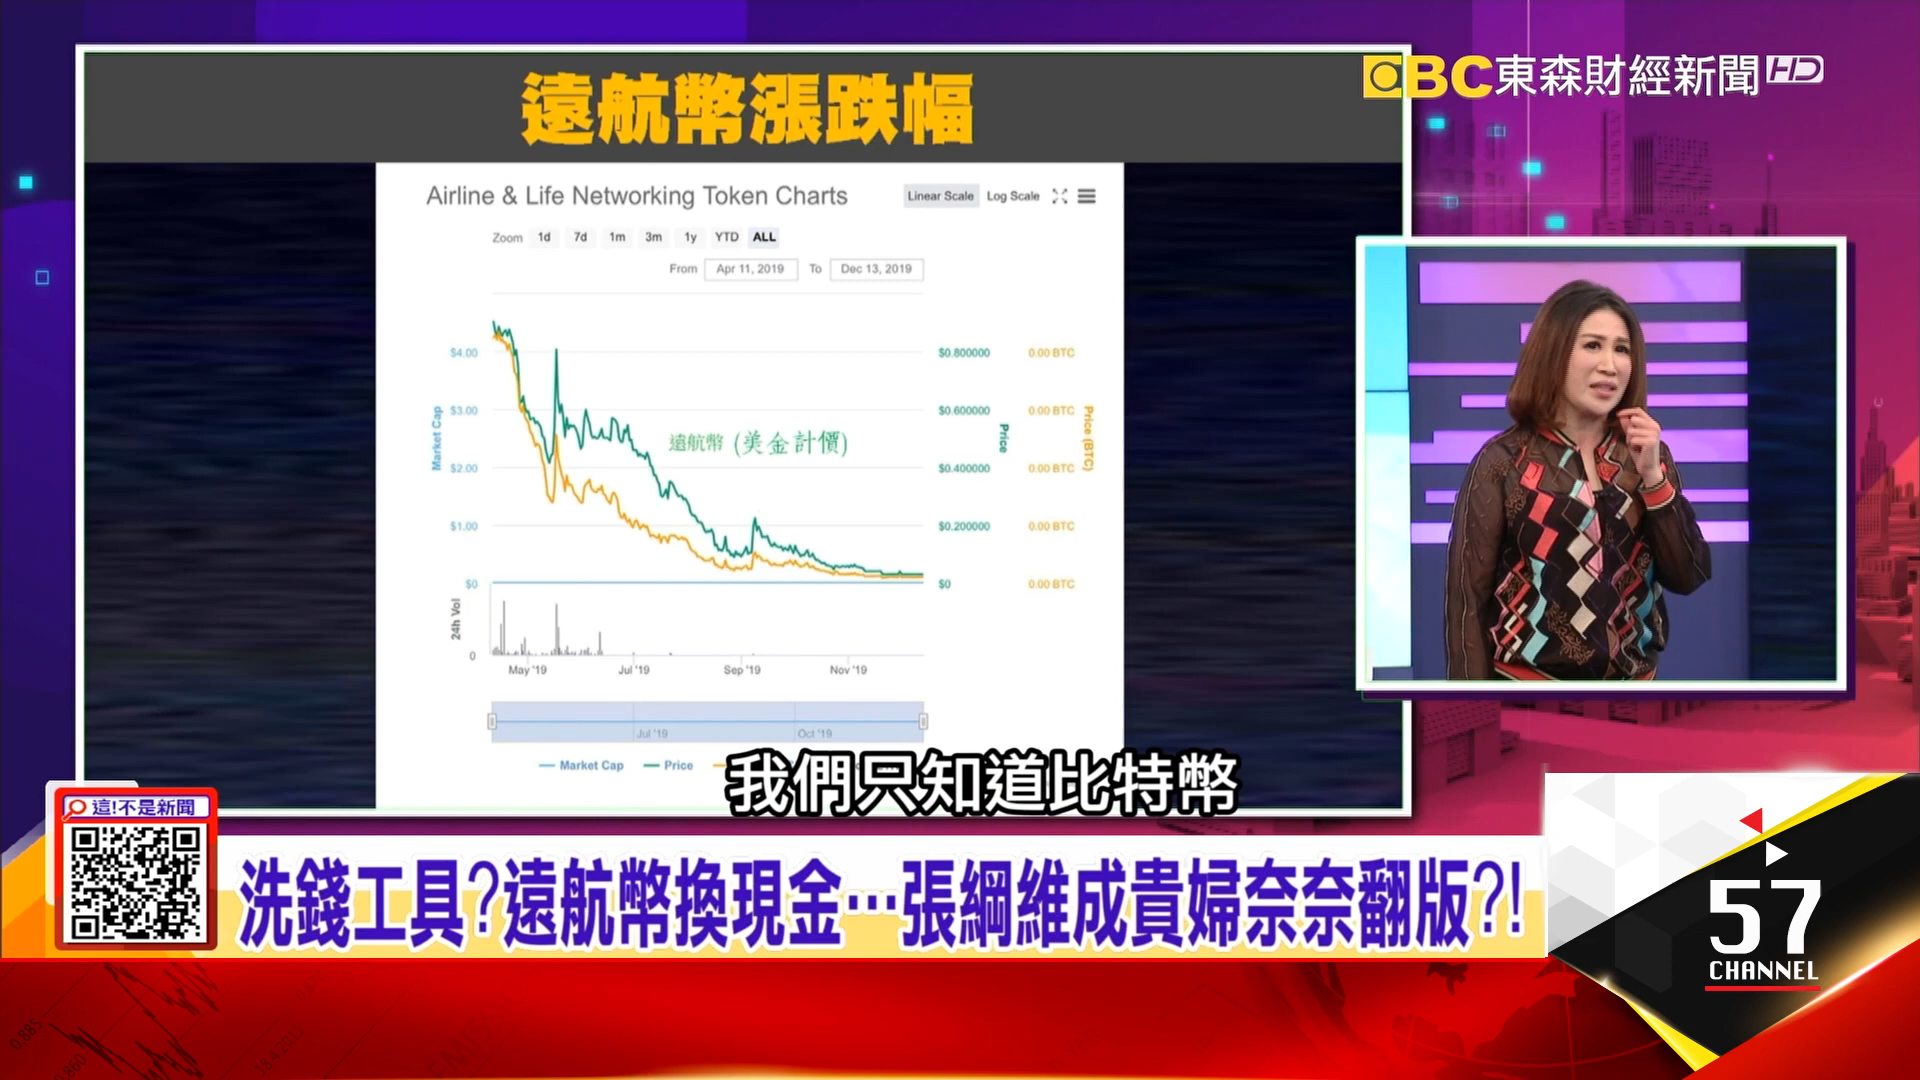 遠航幣漲跌幅
EBC東森財經新聞HD
Airline & Life Networking Token Charts
Linear Scale Log Scale
Zoom 1d 7d 1m 3m 1y YTD ALL
From Apr 11, 2019 To Dec 13, 2019
$4.00 $0.800000 0.00 BTC
$3.00 $0.600000 0.00 BTC
Market Cap
Price
Price (BTC)
遠航幣 (美金計價)
$2.00 $0.400000 0.00 BTC
$1.00 $0.200000 0.00 BTC
$0 $0 0.00 BTC
24h Vol
0
May '19 Jul '19 Sep '19 Nov '19
Jul '19 Oct '19
Market Cap Price
我們只知道比特幣
這!不是新聞
洗錢工具?遠航幣換現金…張綱維成貴婦奈奈翻版?!
57
CHANNEL
0.885
0.860